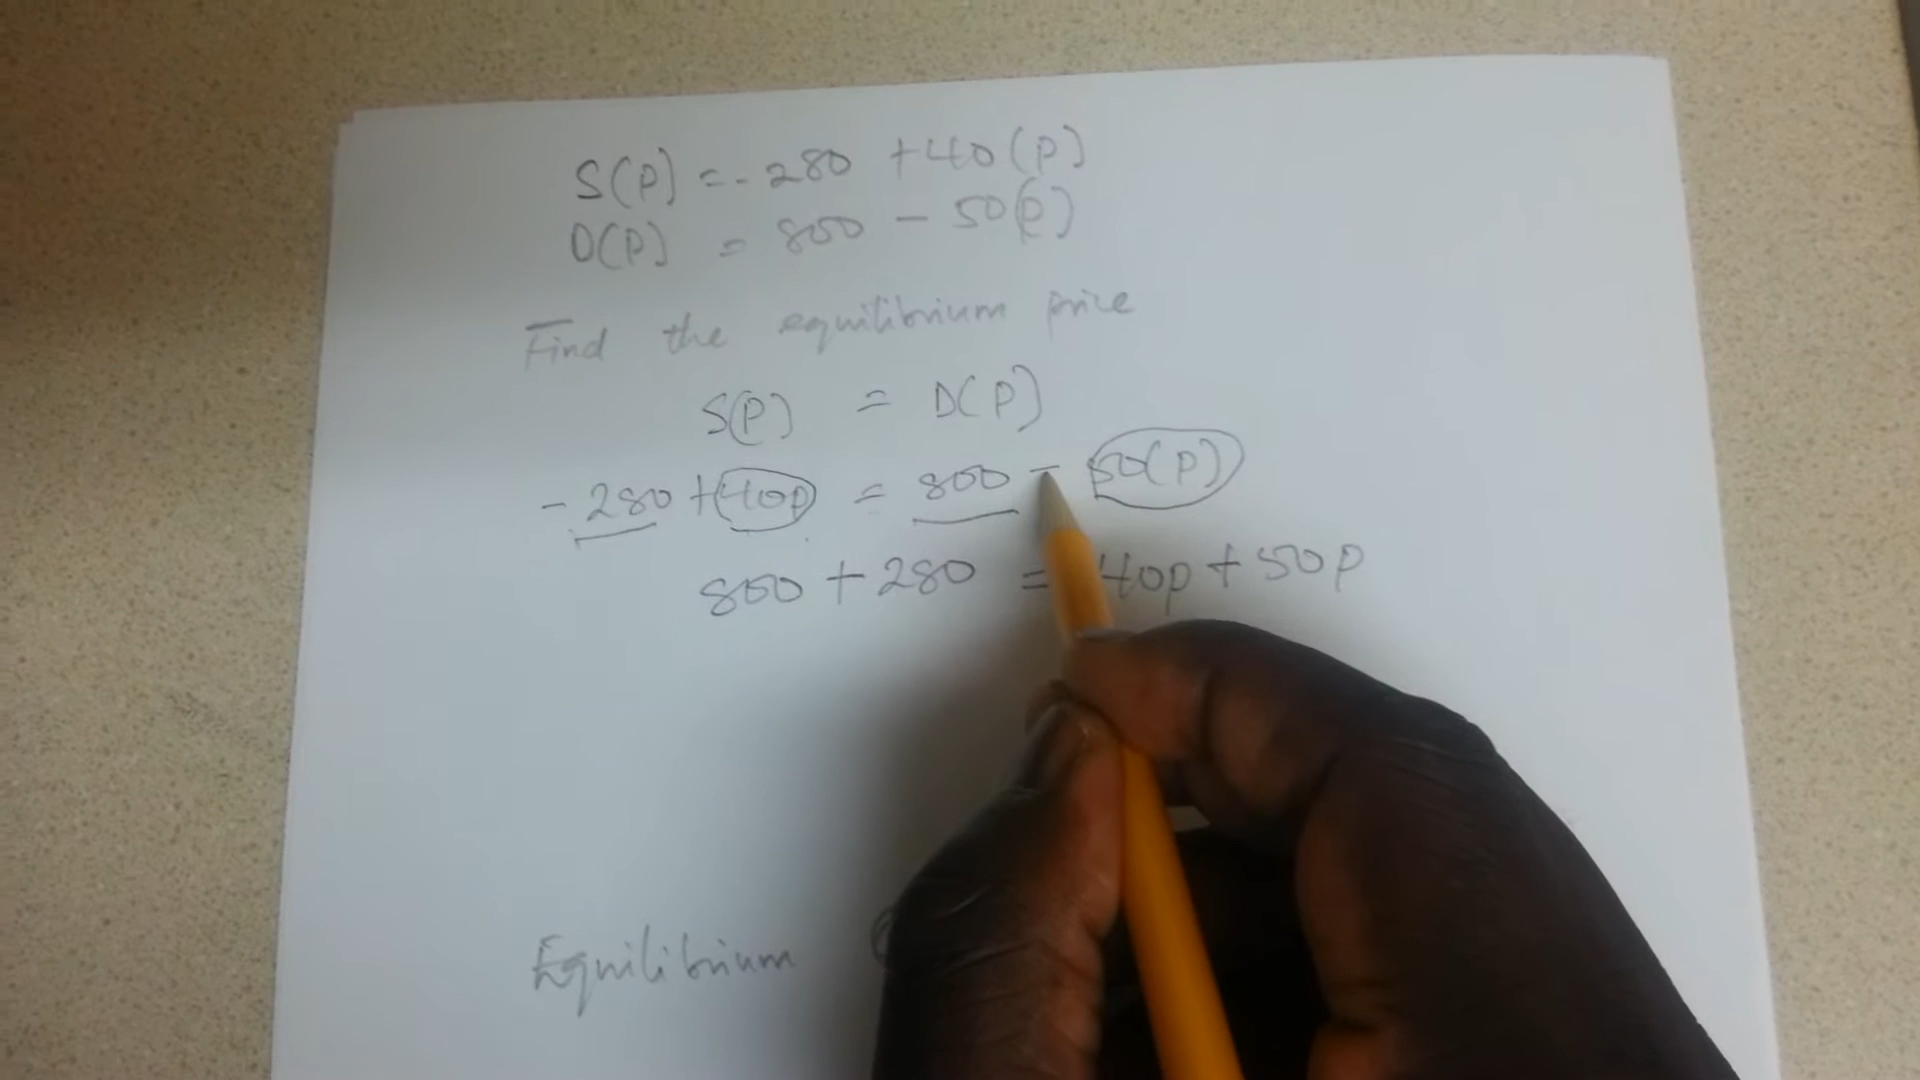 S(P) = - 280 + 40(P)
D(P) = 800 - 50(P)
Find the equilibrium price
S(P) = D(P)
- 280 + 40p = 800 - 50(P)
800 + 280 = 40p + 50p
Equilibrium